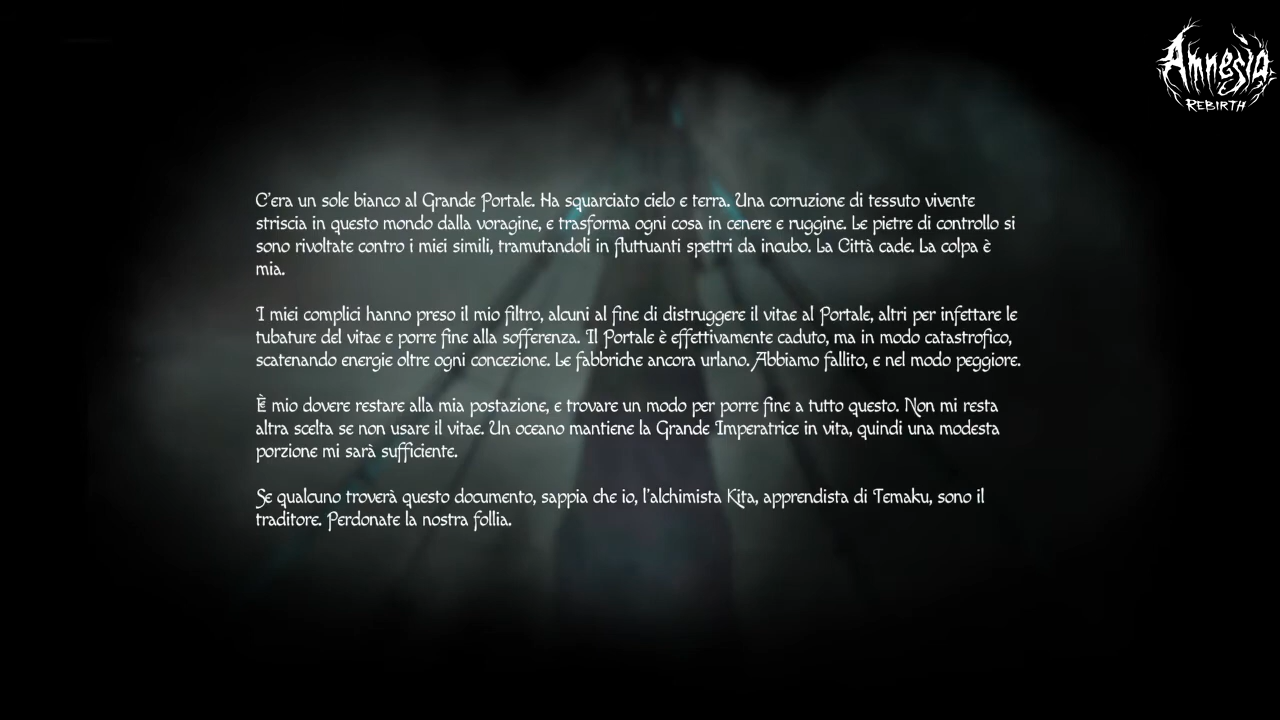 Amnesia
REBIRTH
C'era un sole bianco al Grande Portale. Ha squarciato cielo e terra. Una corruzione di tessuto vivente
striscia in questo mondo dalla voragine, e trasforma ogni cosa in cenere e ruggine. Le pietre di controllo si
sono rivoltate contro i miei simili, tramutandoli in fluttuanti spettri da incubo. La Città cade. La colpa è
mia.
I miei complici hanno preso il mio filtro, alcuni al fine di distruggere il vitae al Portale, altri per infettare le
tubature del vitae e porre fine alla sofferenza. Il Portale è effettivamente caduto, ma in modo catastrofico,
scatenando energie oltre ogni concezione. Le fabbriche ancora urlano. Abbiamo fallito, e nel modo peggiore.
È mio dovere restare alla mia postazione, e trovare un modo per porre fine a tutto questo. Non mi resta
altra scelta se non usare il vitae. Un oceano mantiene la Grande Imperatrice in vita, quindi una modesta
porzione mi sarà sufficiente.
Se qualcuno troverà questo documento, sappia che io, l'alchimista Kita, apprendista di Temaku, sono il
traditore. Perdonate la nostra follia.